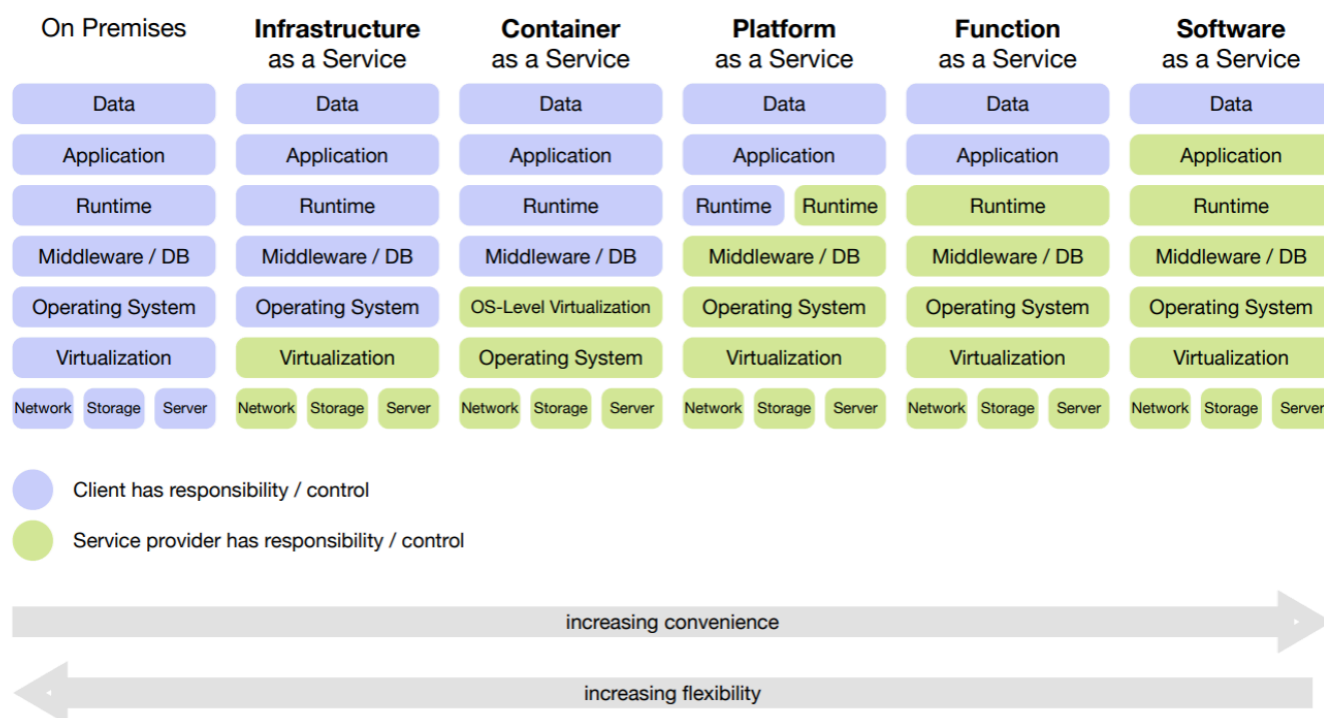 On Premises
Infrastructure
as a Service
Container
as a Service
Platform
as a Service
Function
as a Service
Software
as a Service
Data Data Data Data Data Data
Application Application Application Application Application Application
Runtime Runtime Runtime Runtime Runtime Runtime Runtime
Middleware / DB Middleware / DB Middleware / DB Middleware / DB Middleware / DB Middleware / DB
Operating System Operating System OS-Level Virtualization Operating System Operating System Operating System
Virtualization Virtualization Operating System Virtualization Virtualization Virtualization
Network Storage Server Network Storage Server Network Storage Server Network Storage Server Network Storage Server Network Storage Server
Client has responsibility / control
Service provider has responsibility / control
increasing convenience
increasing flexibility